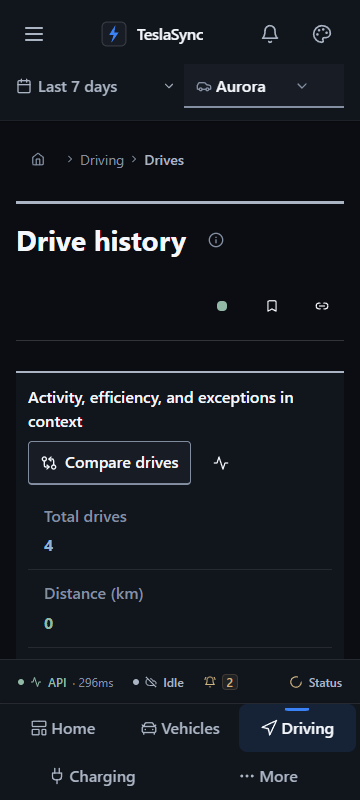 TeslaSync
Last 7 days
Aurora
Driving
Drives
Drive history
Activity, efficiency, and exceptions in
context
Compare drives
Total drives
4
Distance (km)
0
API · 296ms
Idle
2
Status
Home
Vehicles
Driving
Charging
More